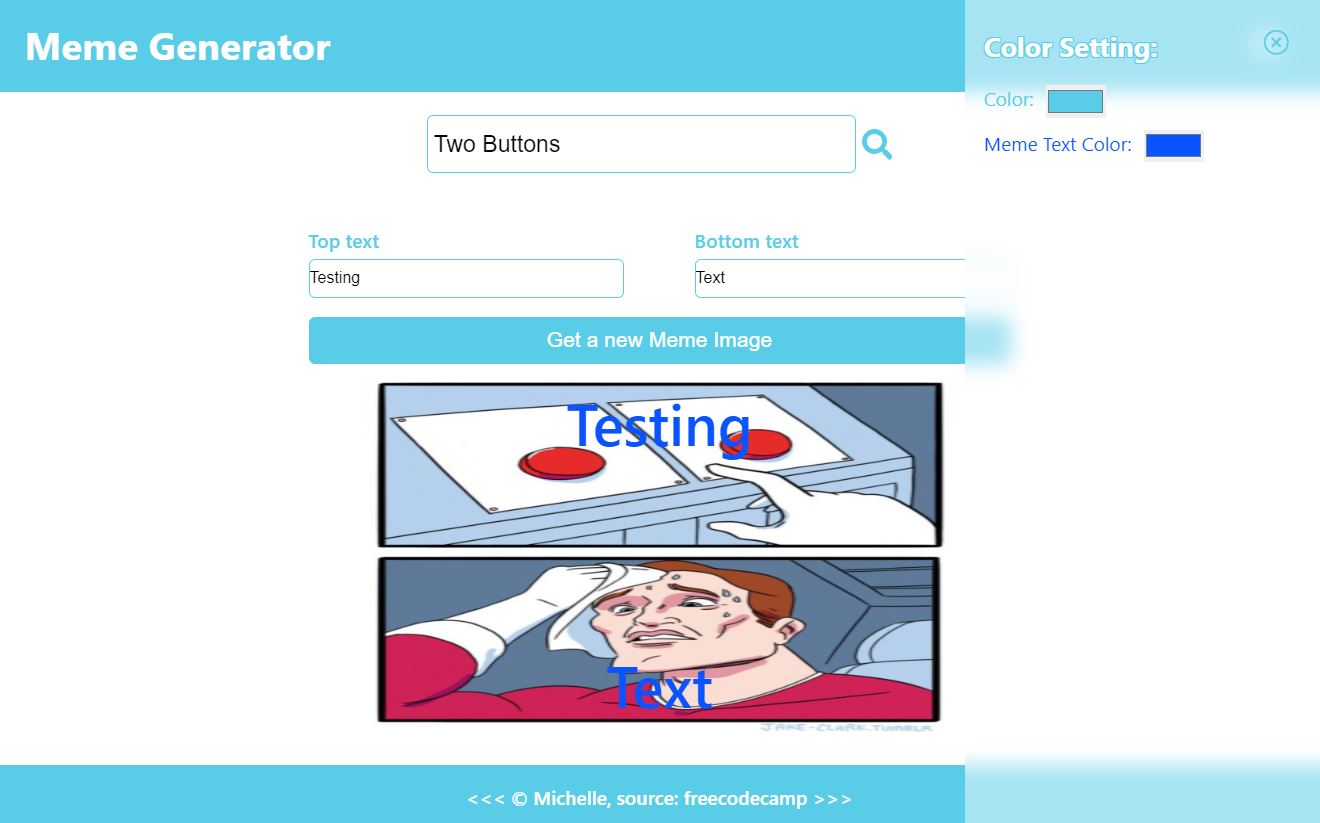 Meme Generator
Color Setting:
Color:
Meme Text Color:
Two Buttons
Top text
Bottom text
Testing
Text
Get a new Meme Image
Testing
Text
JAKE-CLARK.TUMBLR
<<< © Michelle, source: freecodecamp >>>